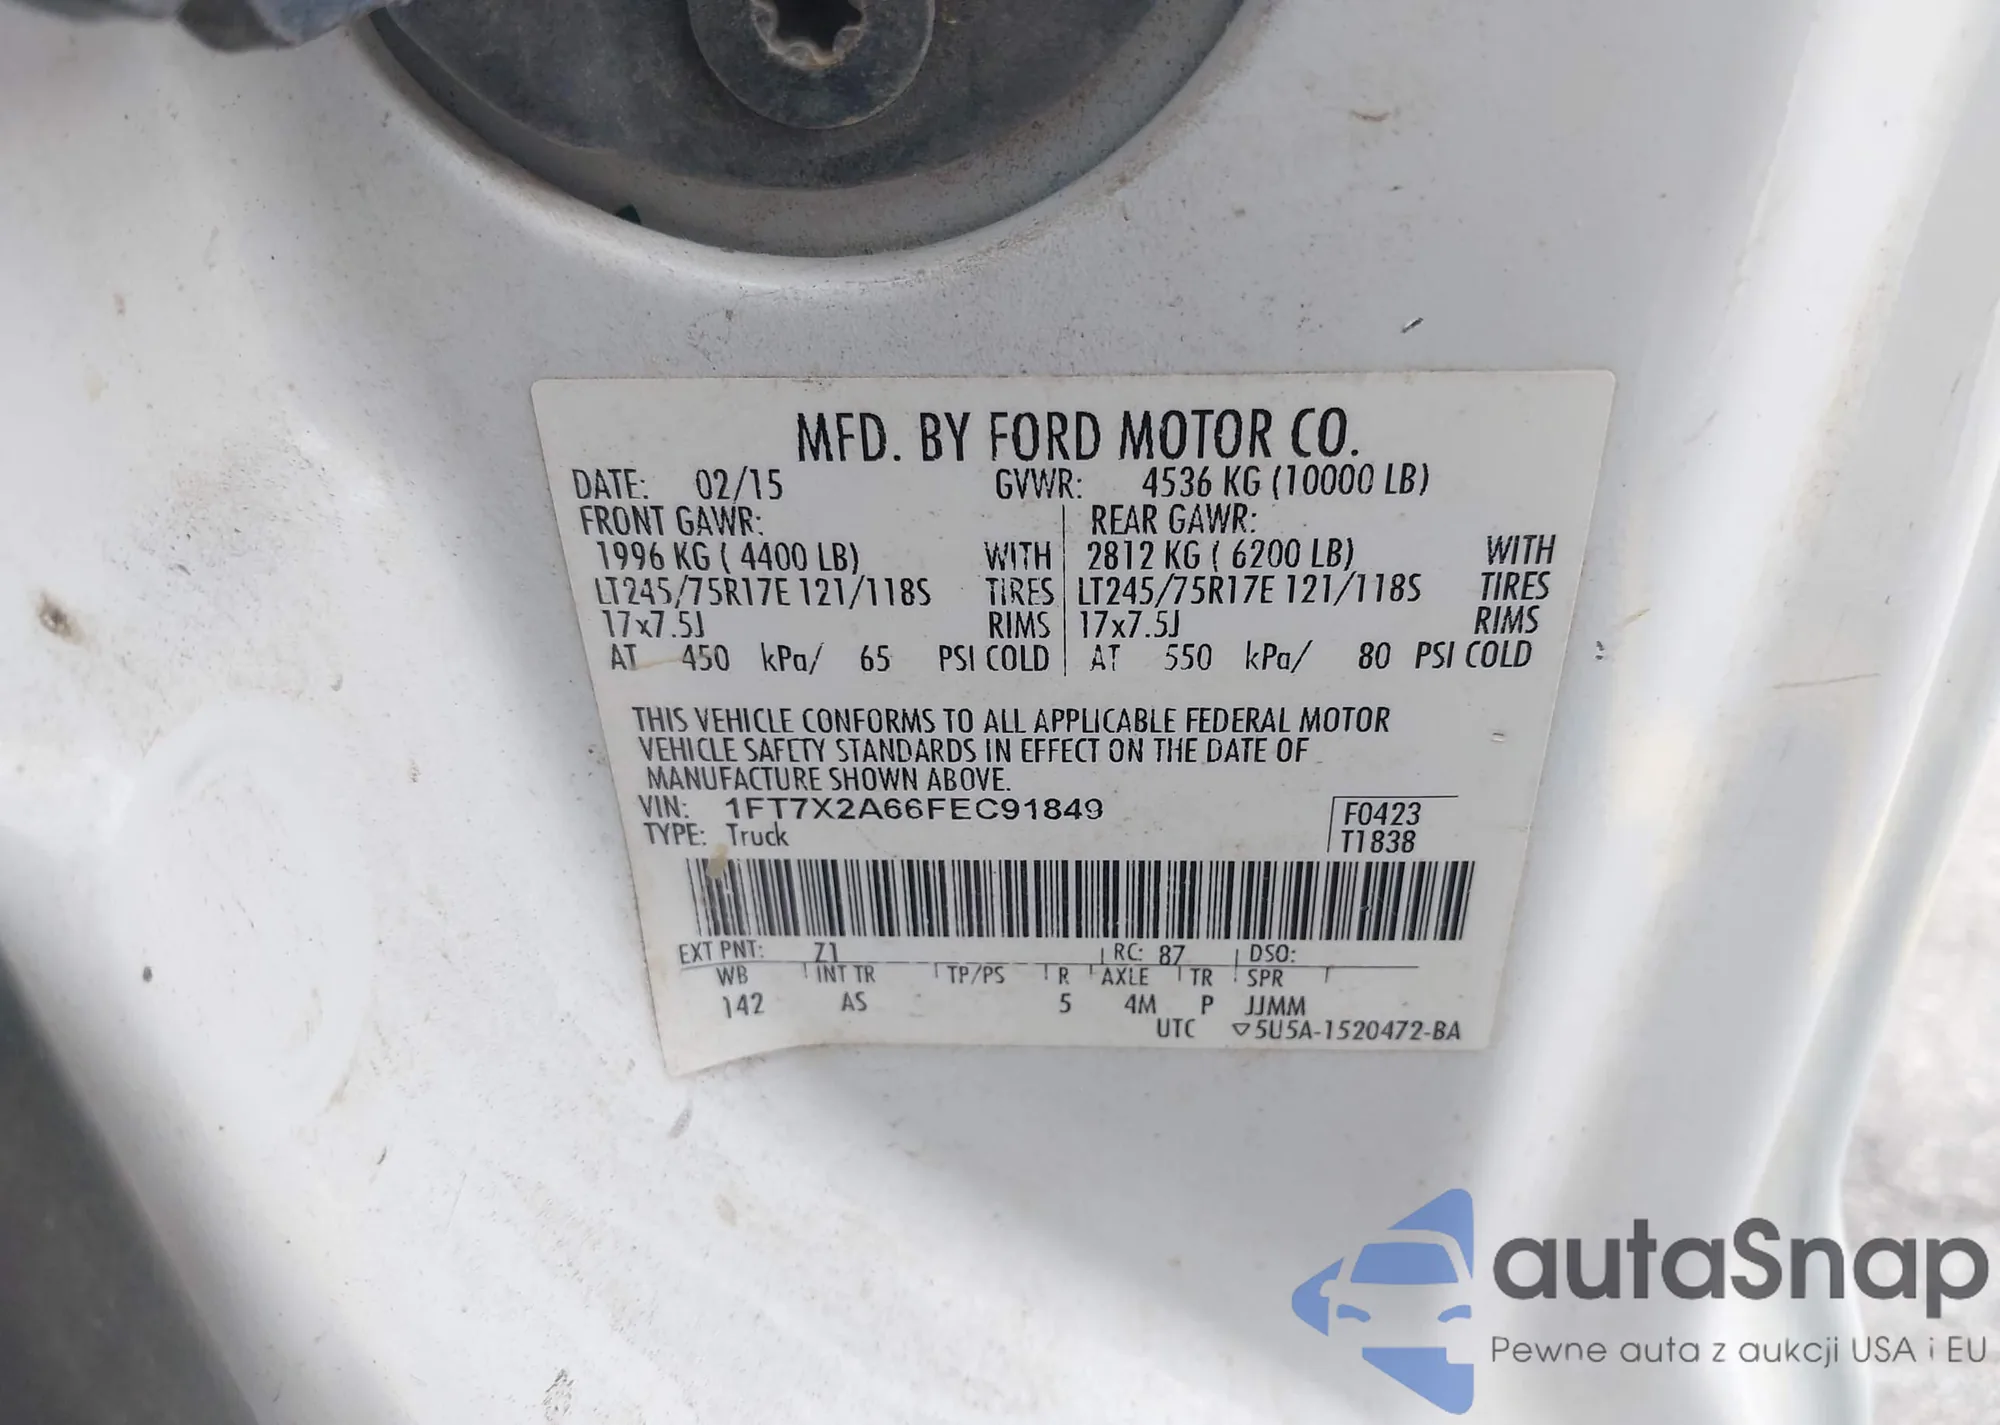 MFD. BY FORD MOTOR CO.
DATE: 02/15 GVWR: 4536 KG (10000 LB)
FRONT GAWR: REAR GAWR:
1996 KG ( 4400 LB) WITH 2812 KG ( 6200 LB) WITH
LT245/75R17E 121/118S TIRES LT245/75R17E 121/118S TIRES
17x7.5J RIMS 17x7.5J RIMS
AT 450 kPa/ 65 PSI COLD AT 550 kPa/ 80 PSI COLD
THIS VEHICLE CONFORMS TO ALL APPLICABLE FEDERAL MOTOR
VEHICLE SAFETY STANDARDS IN EFFECT ON THE DATE OF
MANUFACTURE SHOWN ABOVE.
VIN: 1FT7X2A66FEC91849 F0423
TYPE: Truck T1838
EXT PNT: Z1 RC: 87 DSO:
WB INT TR TP/PS R AXLE TR SPR
142 AS 5 4M P JJMM
UTC ▽5U5A-1520472-BA
autaSnap
Pewne auta z aukcji USA i EU